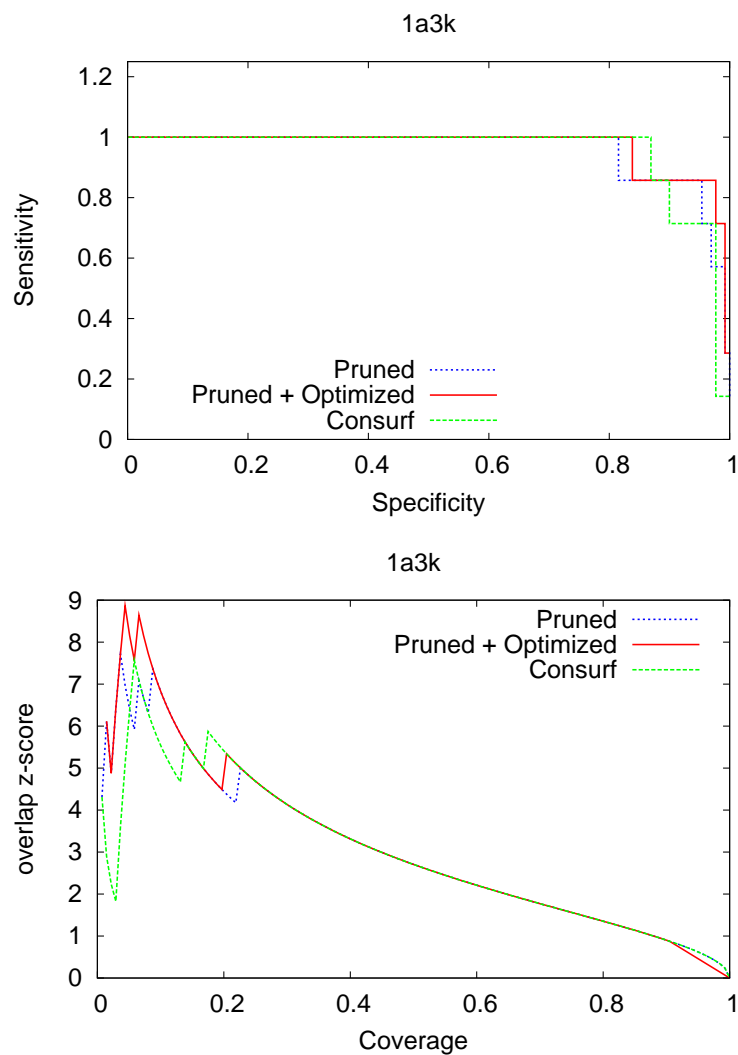 1a3k
1.2
1
0.8
0.6
0.4
0.2
0
Sensitivity
Pruned
Pruned + Optimized
Consurf
0 0.2 0.4 0.6 0.8 1
Specificity
1a3k
9
8
7
6
5
4
3
2
1
0
overlap z-score
Pruned
Pruned + Optimized
Consurf
0 0.2 0.4 0.6 0.8 1
Coverage